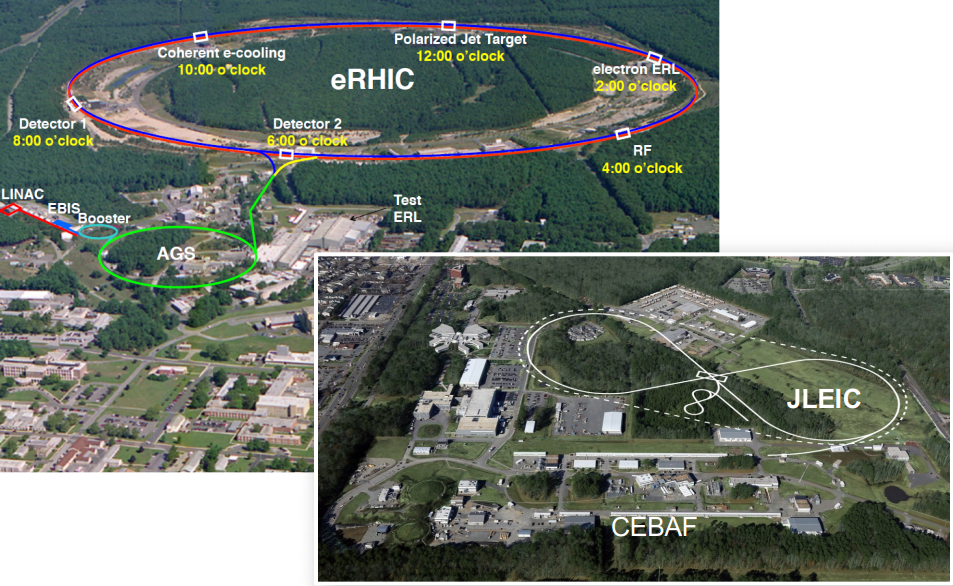 Polarized Jet Target
12:00 o'clock
Coherent e-cooling
10:00 o'clock
eRHIC
electron ERL
2:00 o'clock
Detector 1
8:00 o'clock
Detector 2
6:00 o'clock
RF
4:00 o'clock
LINAC
EBIS
Booster
Test
ERL
AGS
JLEIC
CEBAF